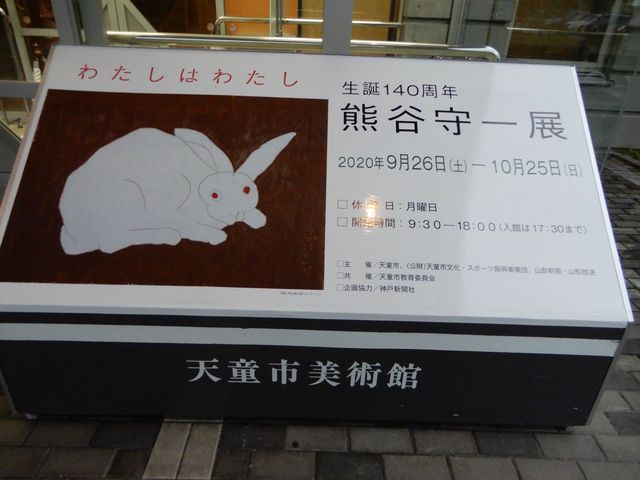 わたしはわたし
生誕140周年
熊谷守一展
2020年9月26日(土)―10月25日(日)
□休館日：月曜日
□開館時間：9:30―18:00(入館は17:30まで)
□主　催／天童市、(公財)天童市文化・スポーツ振興事業団、山形新聞・山形放送
□共　催／天童市教育委員会
□企画協力／神戸新聞社
天童市美術館